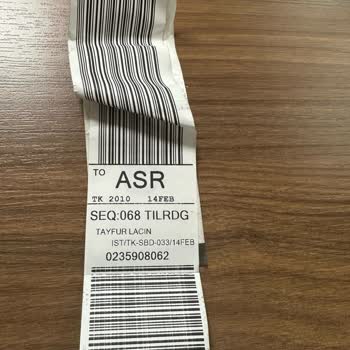 TO ASR
TK 2010 14FEB
SEQ:068 TILRDG
TAYFUR LACIN
IST/TK-SBD-033/14FEB
0235908062